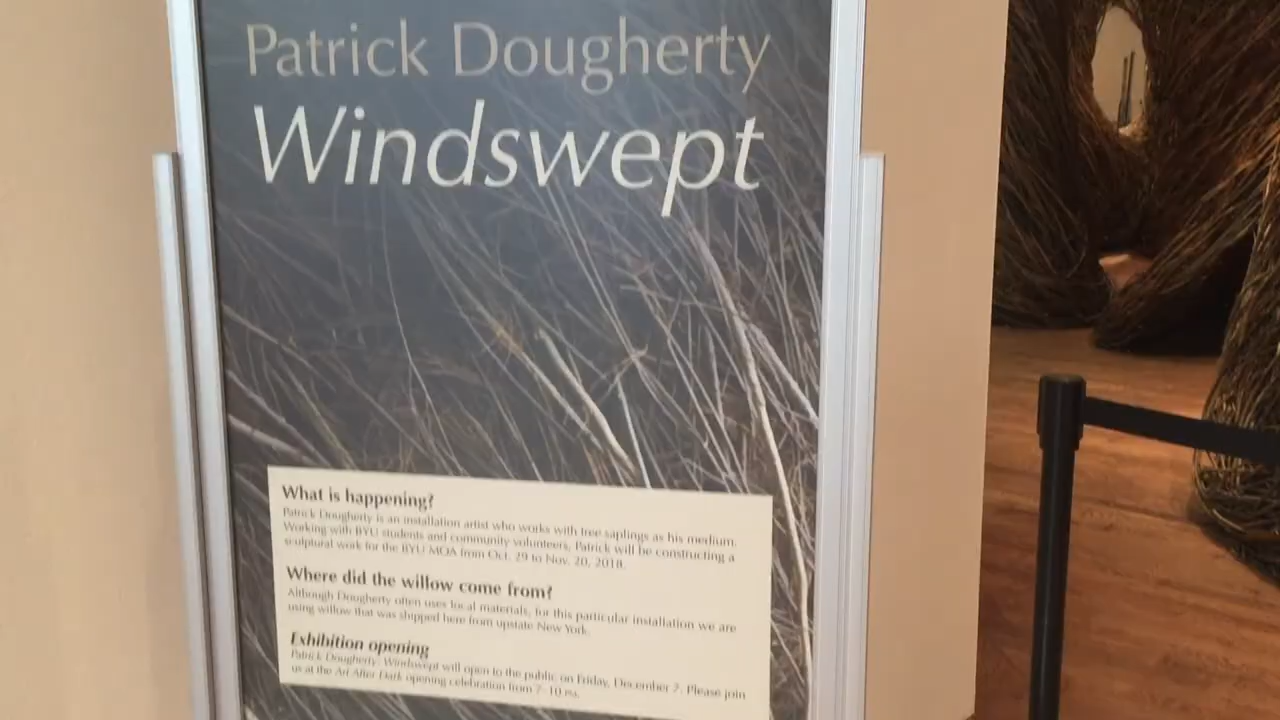 Patrick Dougherty
Windswept
What is happening?
Patrick Dougherty is an installation artist who works with tree saplings as his medium.
Working with BYU students and community volunteers, Patrick will be constructing a
sculptural work for the BYU MOA from Oct. 29 to Nov. 20, 2018.
Where did the willow come from?
Although Dougherty often uses local materials, for this particular installation we are
using willow that was shipped here from upstate New York.
Exhibition opening
Patrick Dougherty: Windswept will open to the public on Friday, December 7. Please join
us at the Art After Dark opening celebration from 7–10 PM.